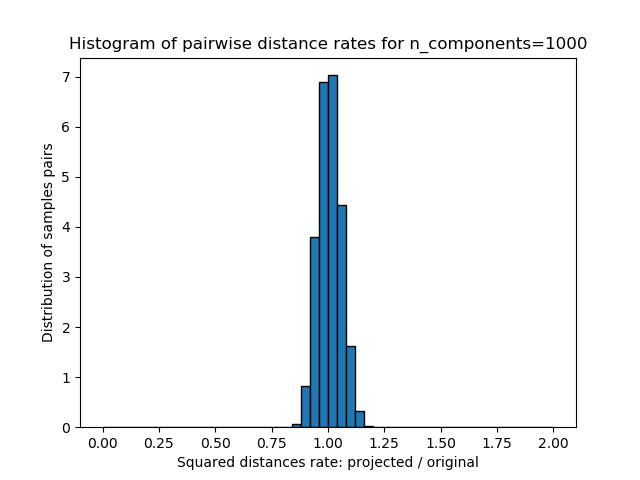 Histogram of pairwise distance rates for n_components=1000
7
6
5
4
3
2
1
0
Distribution of samples pairs
0.00 0.25 0.50 0.75 1.00 1.25 1.50 1.75 2.00
Squared distances rate: projected / original